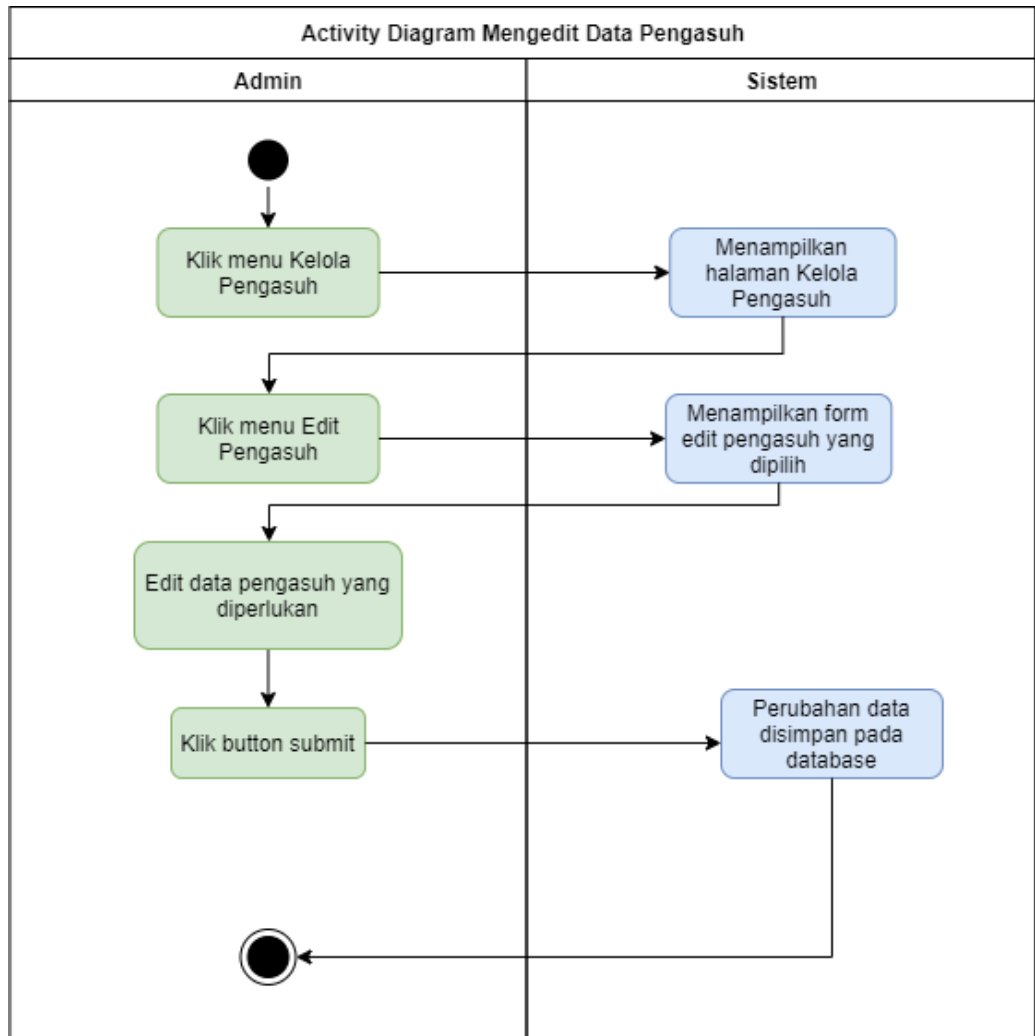 Activity Diagram Mengedit Data Pengasuh
Admin
Sistem
Klik menu Kelola
Pengasuh
Menampilkan
halaman Kelola
Pengasuh
Klik menu Edit
Pengasuh
Menampilkan form
edit pengasuh yang
dipilih
Edit data pengasuh yang
diperlukan
Klik button submit
Perubahan data
disimpan pada
database